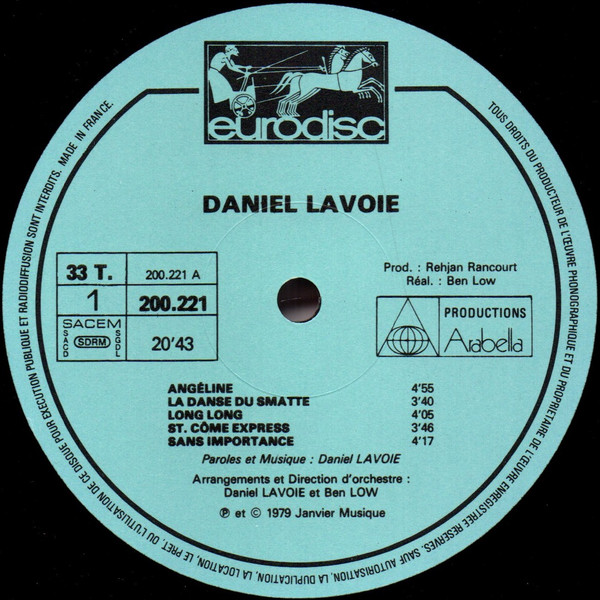 eurodisc
DANIEL LAVOIE
33 T.
200.221 A
1
200.221
SACEM
SACD
SDRM
SGDL
20'43
Prod. : Rehjan Rancourt
Réal. : Ben Low
PRODUCTIONS
Arabella
ANGÉLINE 4'55
LA DANSE DU SMATTE 3'40
LONG LONG 4'05
ST. CÔME EXPRESS 3'46
SANS IMPORTANCE 4'17
Paroles et Musique : Daniel LAVOIE
Arrangements et Direction d'orchestre :
Daniel LAVOIE et Ben LOW
℗ et © 1979 Janvier Musique
TOUS DROITS DU PRODUCTEUR DE L'ŒUVRE PHONOGRAPHIQUE ET DU PROPRIETAIRE DE L'ŒUVRE ENREGISTREE RESERVES. SAUF AUTORISATION, LA DUPLICATION, LA LOCATION, LE PRET, OU L'UTILISATION DE CE DISQUE POUR EXECUTION PUBLIQUE ET RADIODIFFUSION SONT INTERDITS. MADE IN FRANCE.